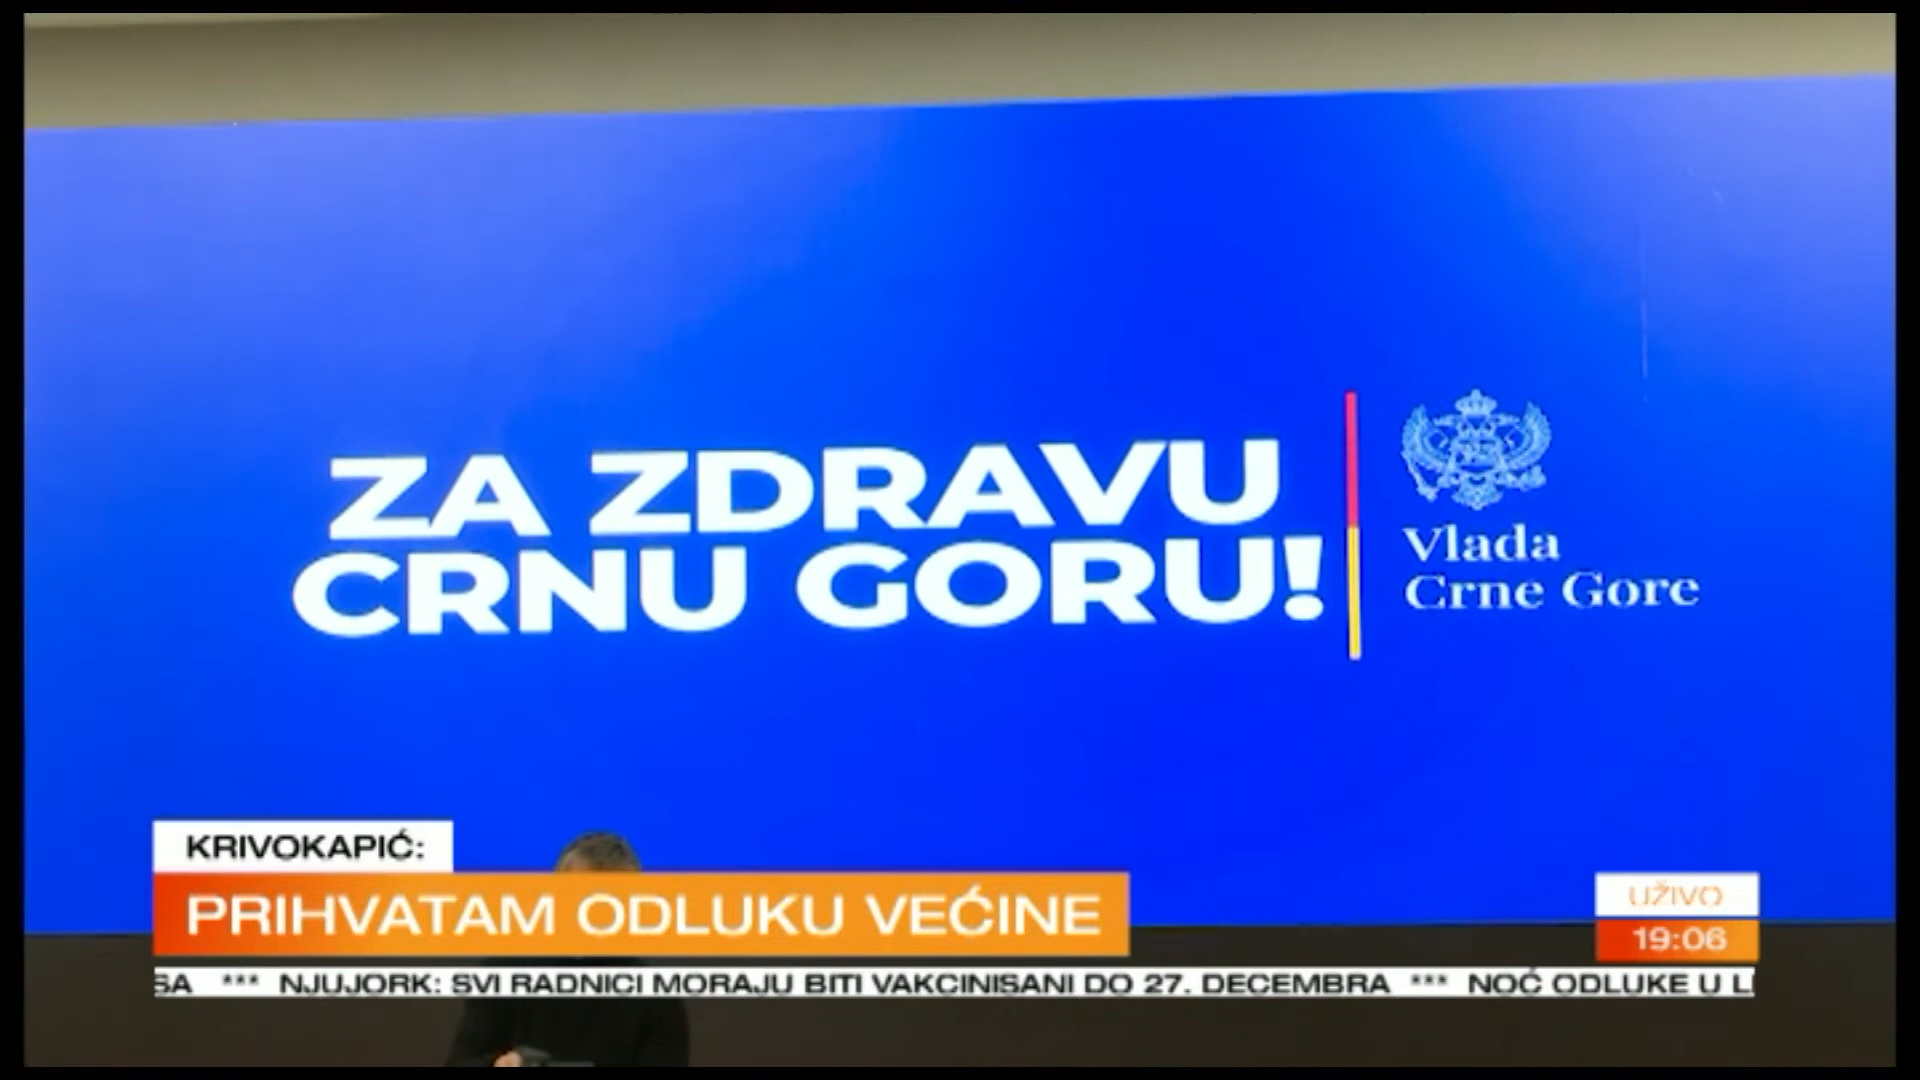 ZA ZDRAVU
CRNU GORU!
Vlada
Crne Gore
KRIVOKAPIĆ:
PRIHVATAM ODLUKU VEĆINE
UŽIVO
19:06
SA *** NJUJORK: SVI RADNICI MORAJU BITI VAKCINISANI DO 27. DECEMBRA *** NOĆ ODLUKE U